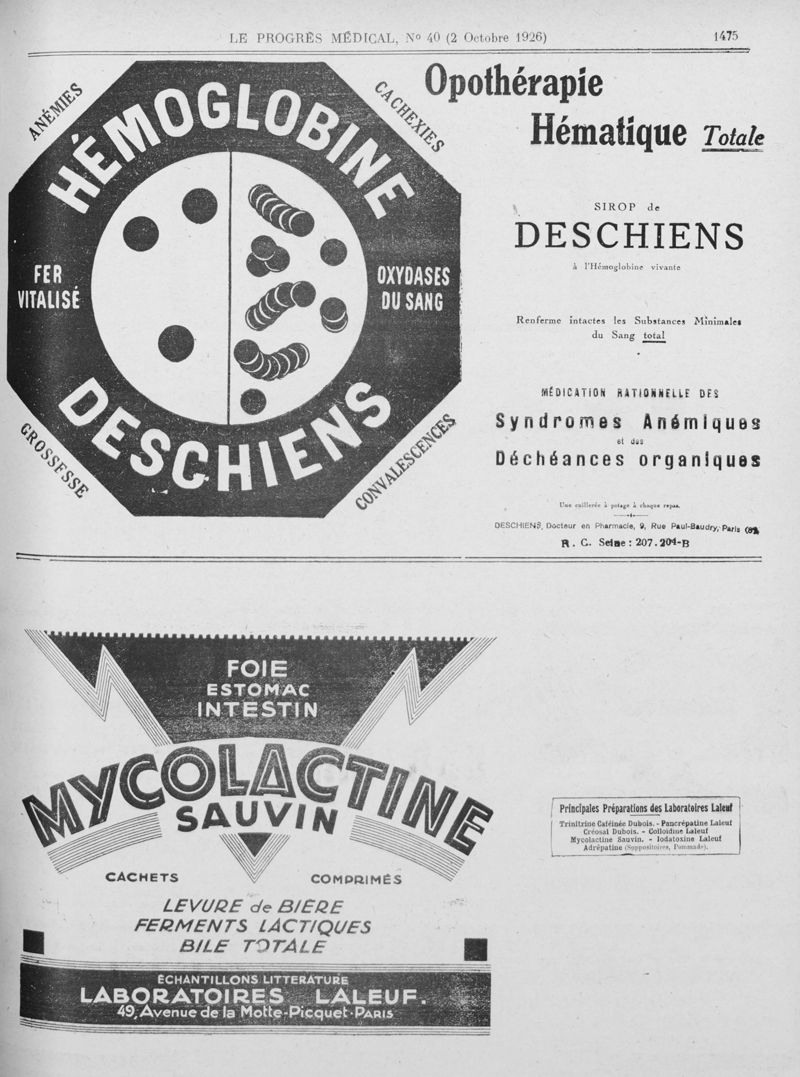 LE PROGRÈS MÉDICAL, Nº 40 (2 Octobre 1926)
1475
ANÉMIES
CACHEXIES
HÉMOGLOBINE
FER
VITALISÉ
OXYDASES
DU SANG
DESCHIENS
GROSSESSE
CONVALESCENCES
Opothérapie
Hématique Totale
SIROP de
DESCHIENS
à l'Hémoglobine vivante
Renferme intactes les Substances Minimales
du Sang total
MÉDICATION RATIONNELLE DES
Syndromes Anémiques
et des
Déchéances organiques
Une cuillerée à potage à chaque repas.
DESCHIENS, Docteur en Pharmacie, 9, Rue Paul-Baudry, Paris (8
R. C. Seine : 207.204-B
FOIE
ESTOMAC
INTESTIN
MYCOLACTINE
SAUVIN
CACHETS
COMPRIMÉS
LEVURE de BIERE
FERMENTS LACTIQUES
BILE TOTALE
ÉCHANTILLONS LITTERATURE
LABORATOIRES LALEUF.
49, Avenue de la Motte-Picquet-PARIS
Principales Préparations des Laboratoires Laleuf
Trinitrine Caféinée Dubois. - Pancrépatine Laleuf
Créosal Dubois. - Colloïdine Laleuf
Mycolactine Sauvin. - Iodatoxine Laleuf
Adrépatine (Suppositoires, Pommade).